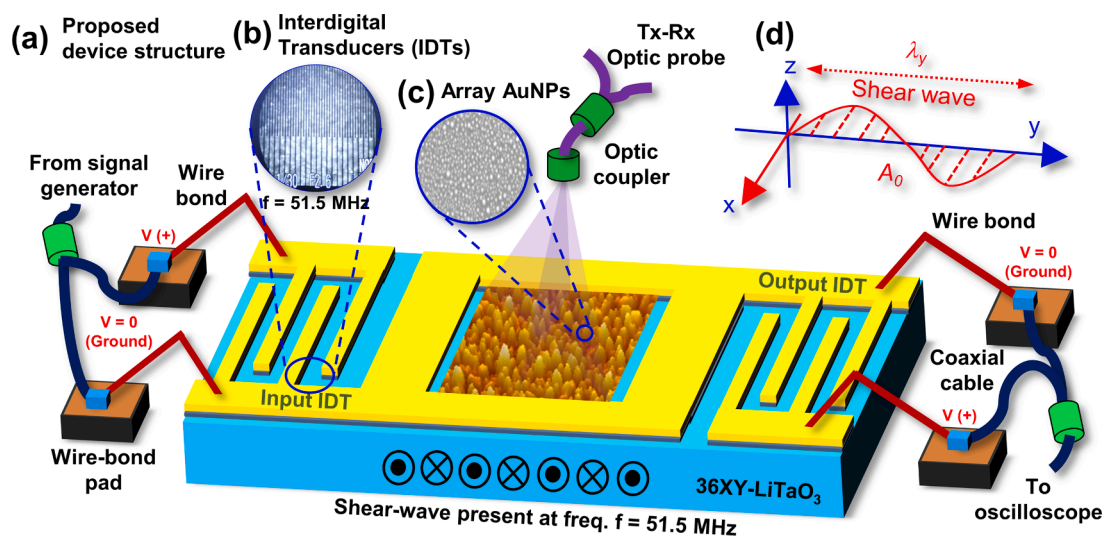 (a) Proposed
device structure
(b) Interdigital
Transducers (IDTs)
f = 51.5 MHz
(c) Array AuNPs
Tx-Rx
Optic probe
Optic
coupler
(d)
z
λy
Shear wave
y
A0
x
From signal
generator
Wire
bond
V (+)
V = 0
(Ground)
Wire-bond
pad
Input IDT
Output IDT
Wire bond
V = 0
(Ground)
Coaxial
cable
V (+)
To
oscilloscope
36XY-LiTaO3
Shear-wave present at freq. f = 51.5 MHz